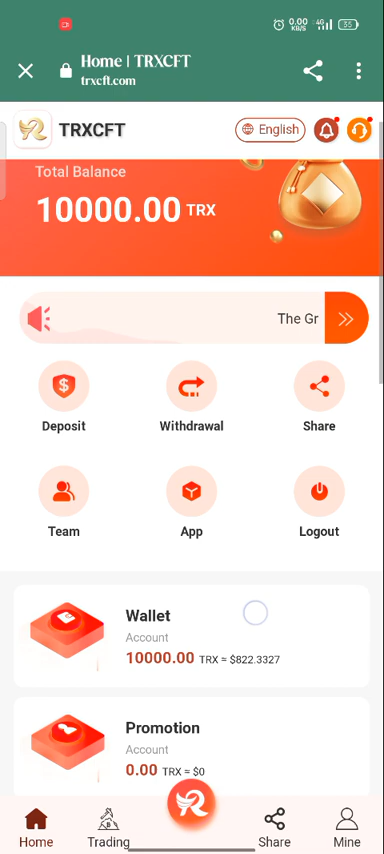 0.00
KB/S
4G
55
Home | TRXCFT
trxcft.com
TRXCFT
English
Total Balance
10000.00 TRX
The Gr
Deposit
Withdrawal
Share
Team
App
Logout
Wallet
Account
10000.00 TRX ≈ $822.3327
Promotion
Account
0.00 TRX ≈ $0
Home
Trading
Share
Mine